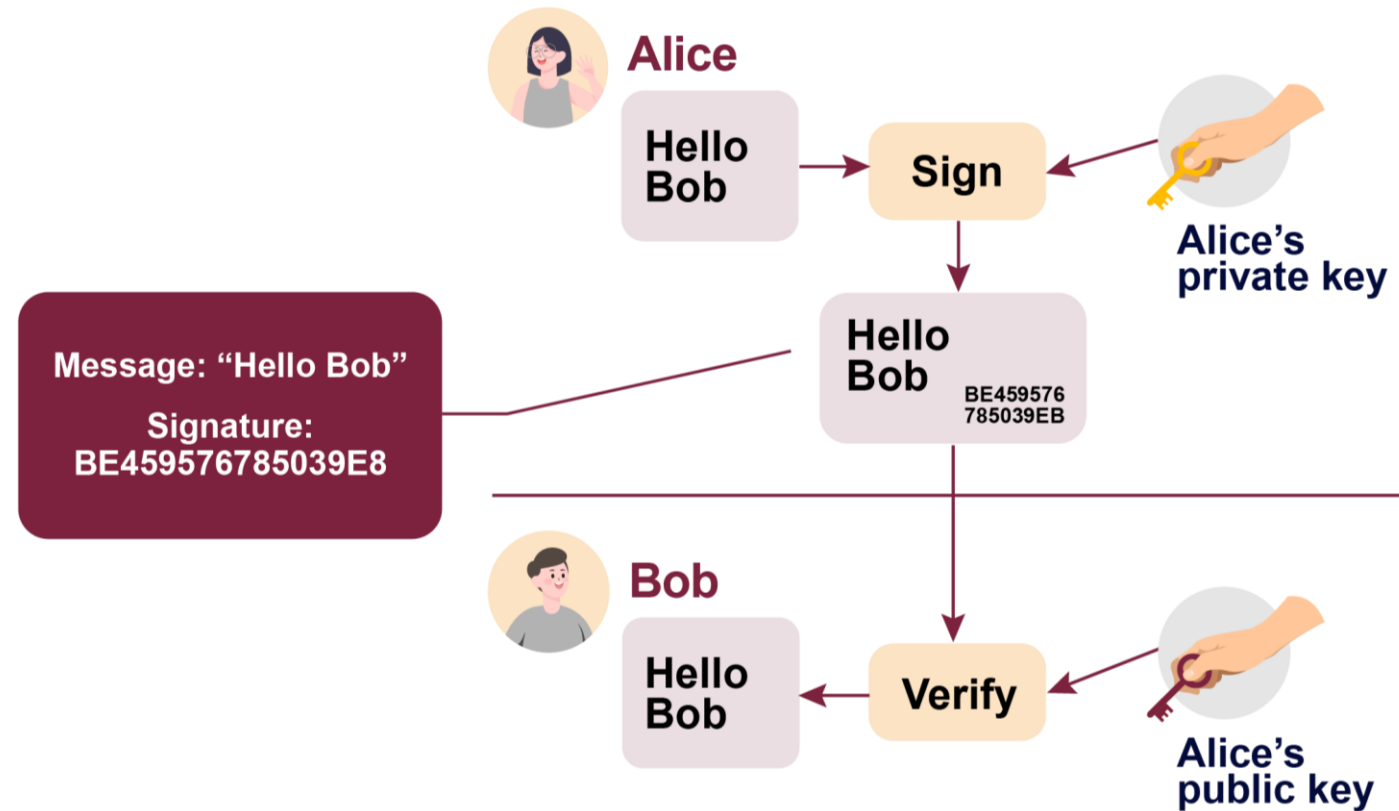 Alice
Hello
Bob
Sign
Alice’s
private key
Message: “Hello Bob”
Signature:
BE459576785039E8
Hello
Bob
BE459576
785039EB
Bob
Hello
Bob
Verify
Alice’s
public key